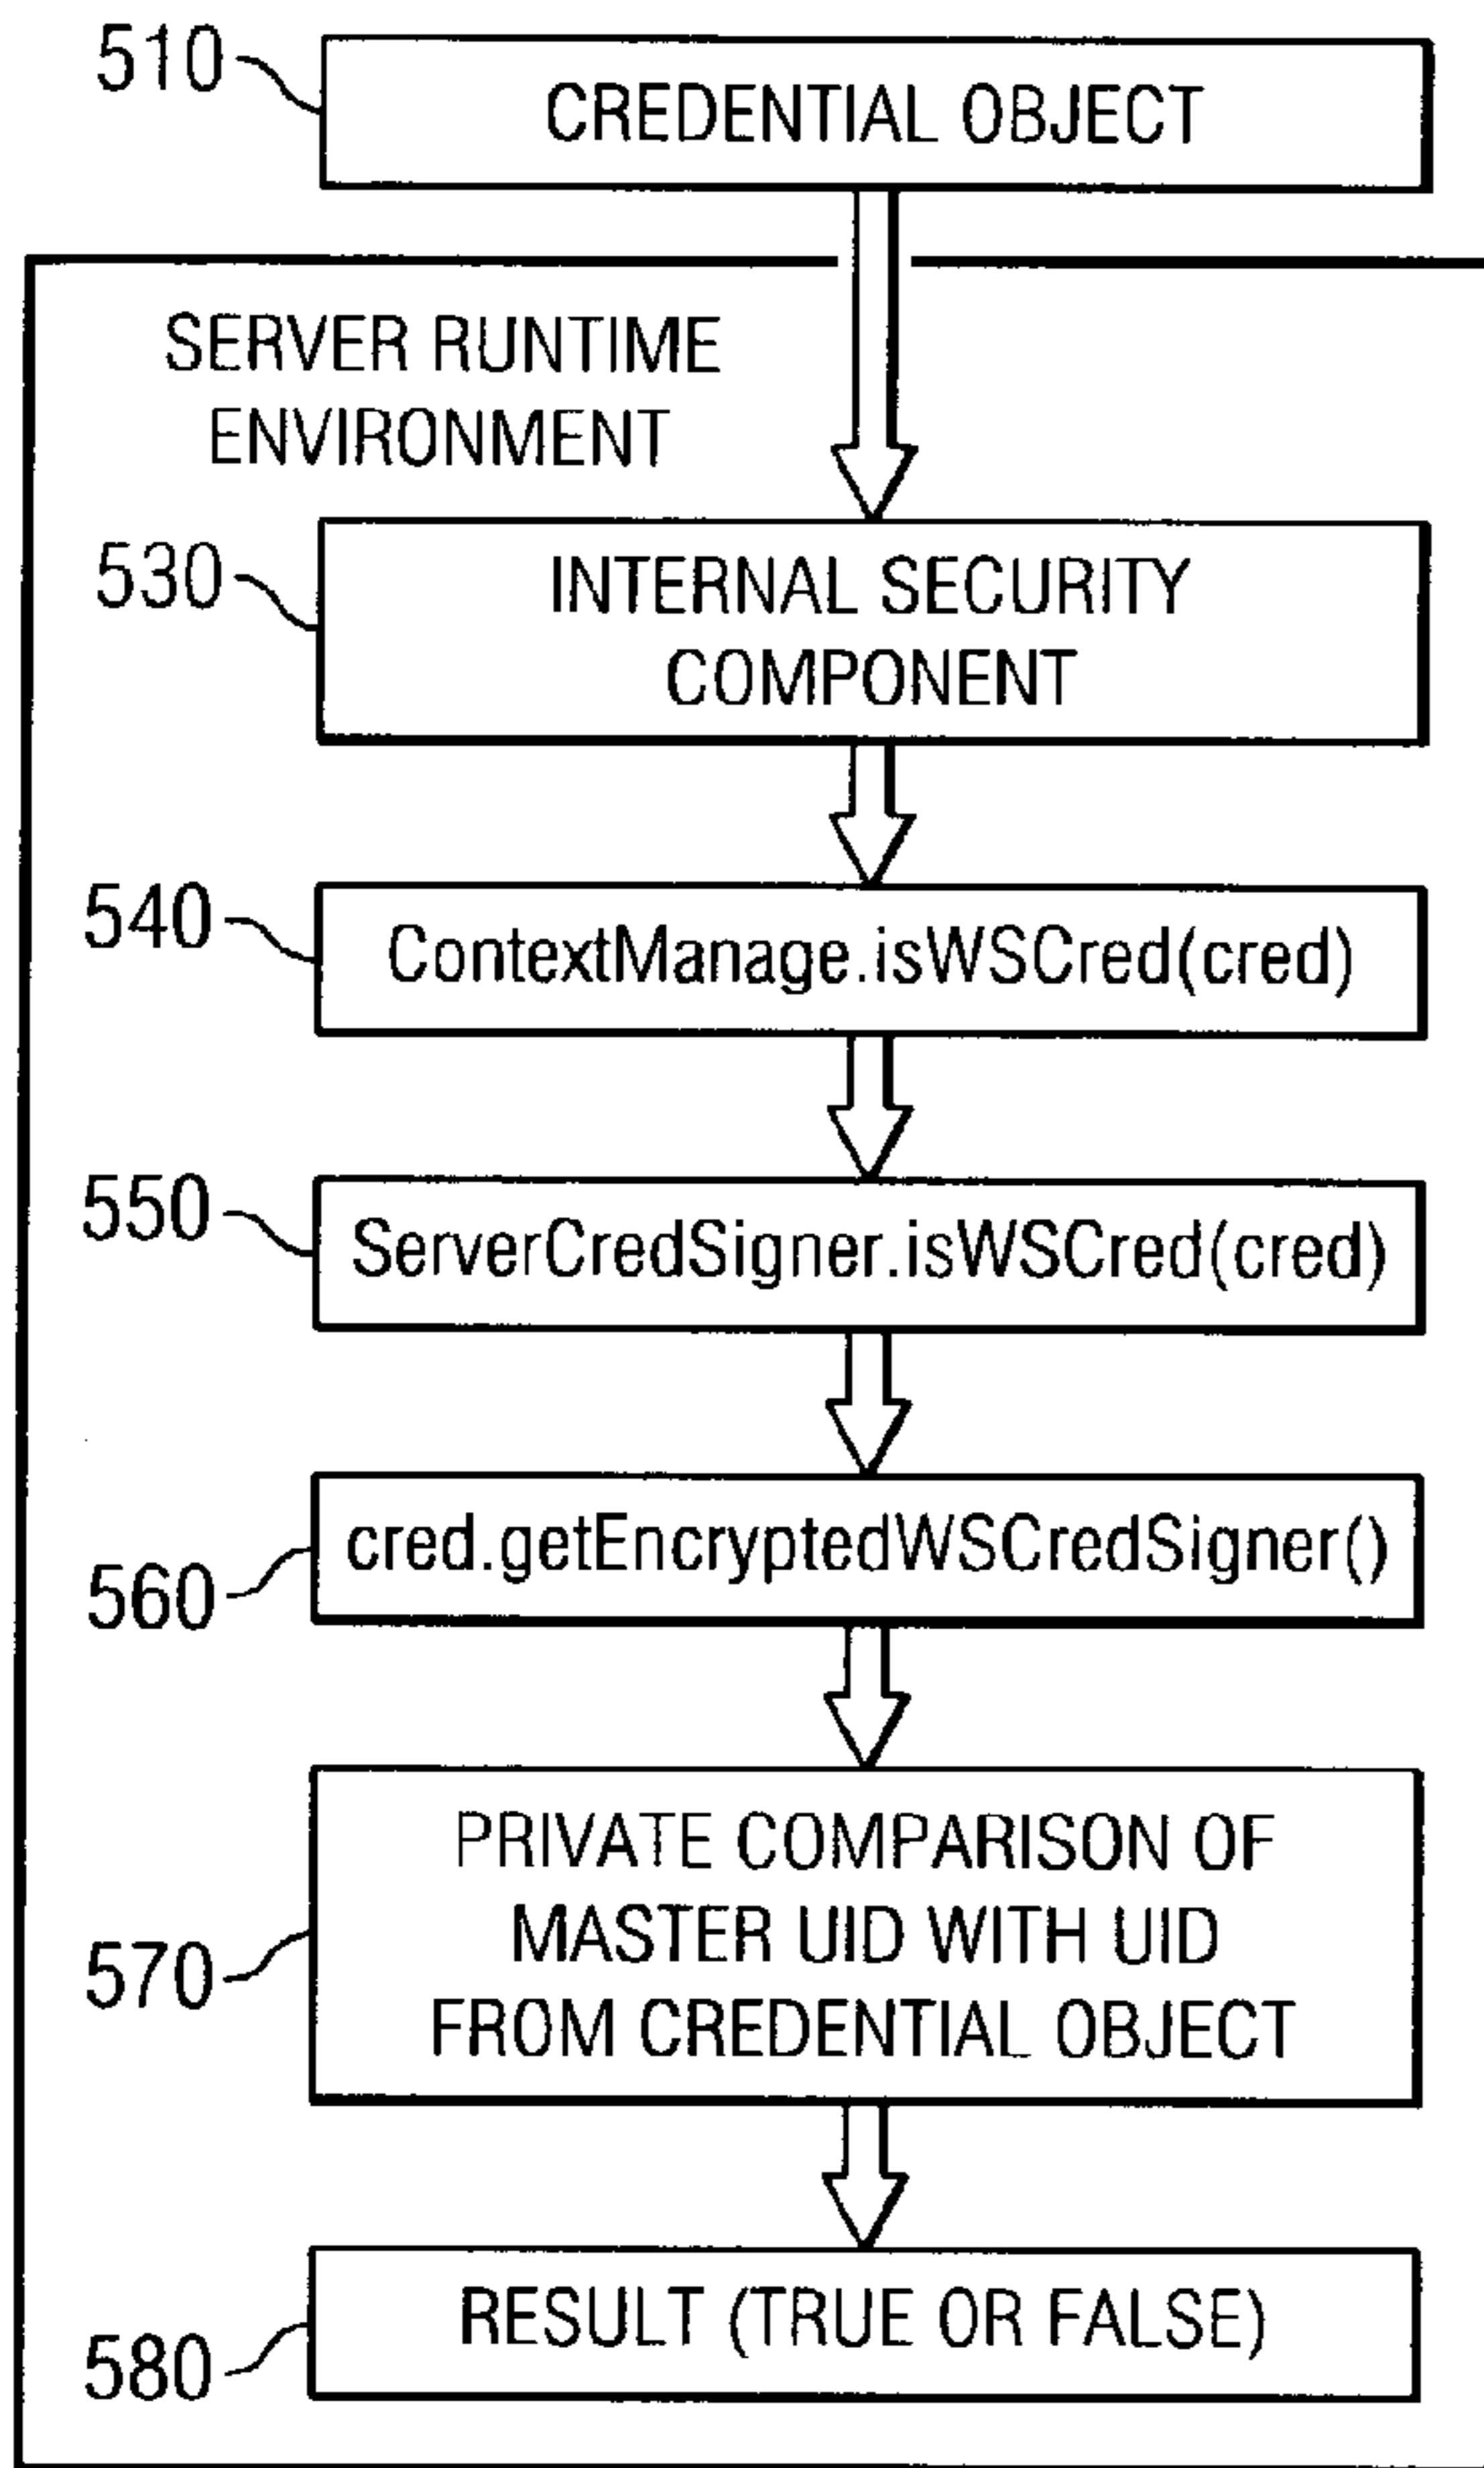 510
CREDENTIAL OBJECT
SERVER RUNTIME
ENVIRONMENT
530
INTERNAL SECURITY
COMPONENT
540
ContextManage.isWSCred(cred)
550
ServerCredSigner.isWSCred(cred)
560
cred.getEncryptedWSCredSigner()
570
PRIVATE COMPARISON OF
MASTER UID WITH UID
FROM CREDENTIAL OBJECT
580
RESULT (TRUE OR FALSE)